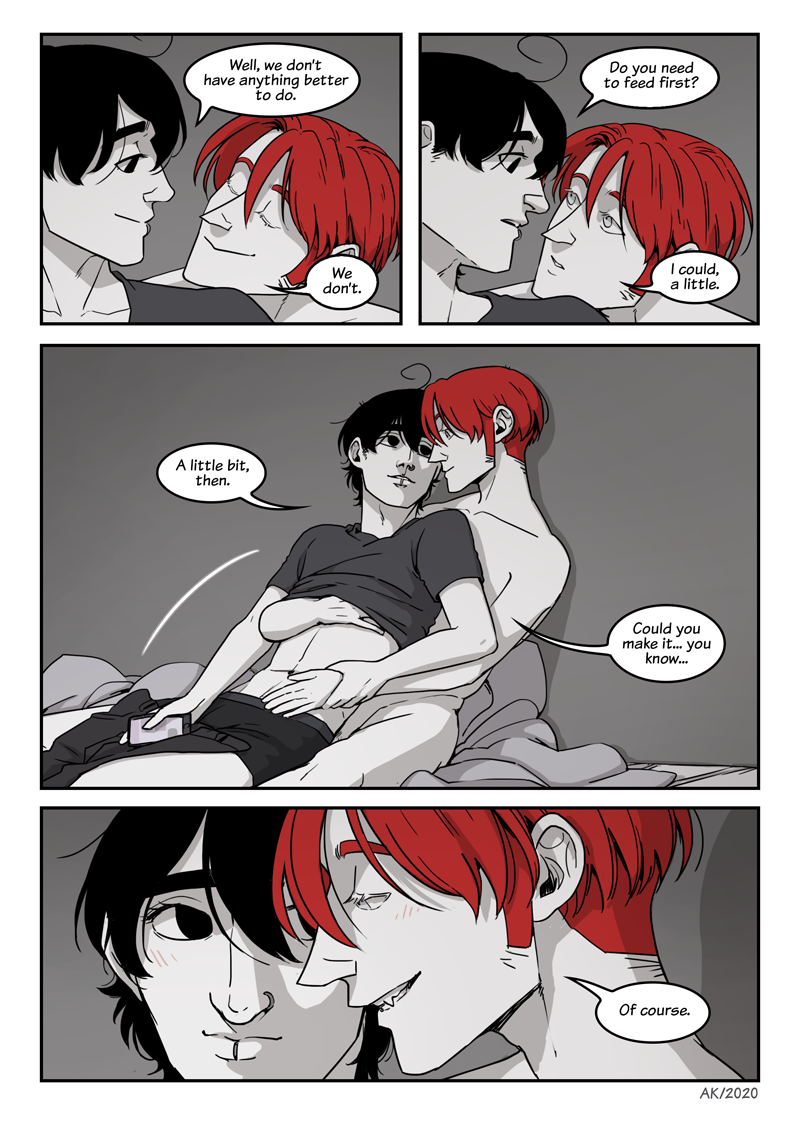 Well, we don't
have anything better
to do.
We
don't.
Do you need
to feed first?
I could,
a little.
A little bit,
then.
Could you
make it... you
know...
Of course.
AK/2020